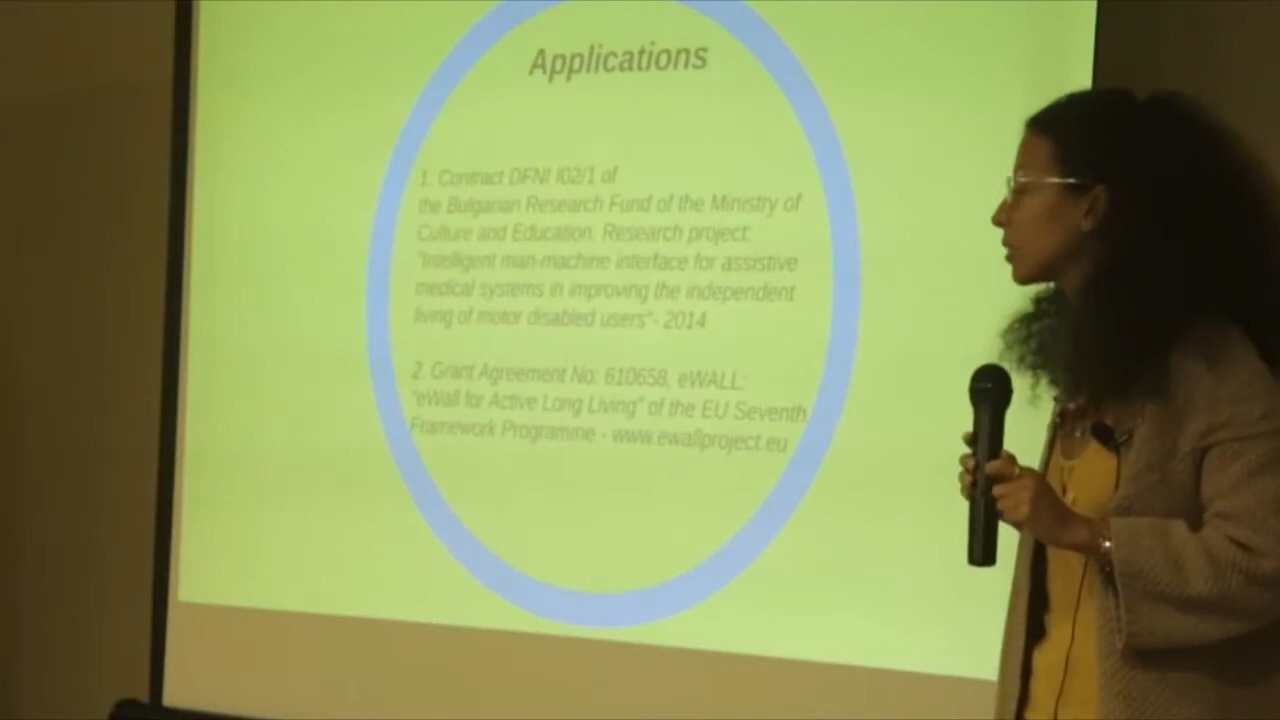 Applications
1. Contract DFNI I02/1 of
the Bulgarian Research Fund of the Ministry of
Culture and Education. Research project:
"Intelligent man-machine interface for assistive
medical systems in improving the independent
living of motor disabled users"- 2014
2. Grant Agreement No: 610658, eWALL:
"eWall for Active Long Living" of the EU Seventh
Framework Programme - www.ewallproject.eu